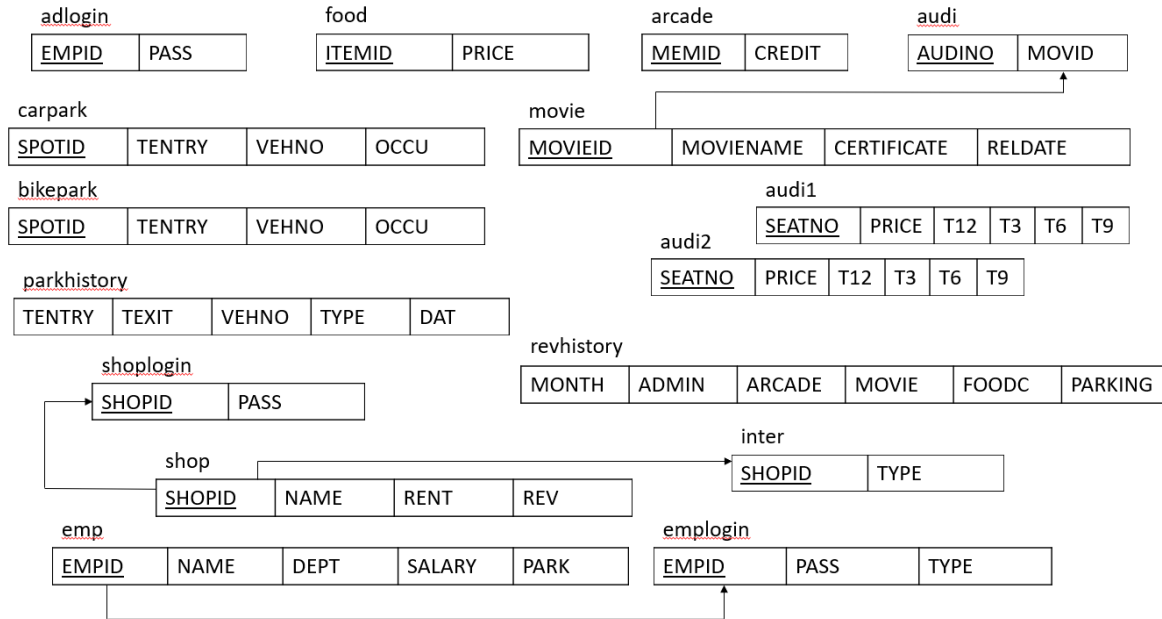 adlogin
EMPID PASS
food
ITEMID PRICE
arcade
MEMID CREDIT
audi
AUDINO MOVID
carpark
SPOTID TENTRY VEHNO OCCU
movie
MOVIEID MOVIENAME CERTIFICATE RELDATE
bikepark
SPOTID TENTRY VEHNO OCCU
audi1
SEATNO PRICE T12 T3 T6 T9
audi2
SEATNO PRICE T12 T3 T6 T9
parkhistory
TENTRY TEXIT VEHNO TYPE DAT
revhistory
MONTH ADMIN ARCADE MOVIE FOODC PARKING
shoplogin
SHOPID PASS
inter
SHOPID TYPE
shop
SHOPID NAME RENT REV
emp
EMPID NAME DEPT SALARY PARK
emplogin
EMPID PASS TYPE